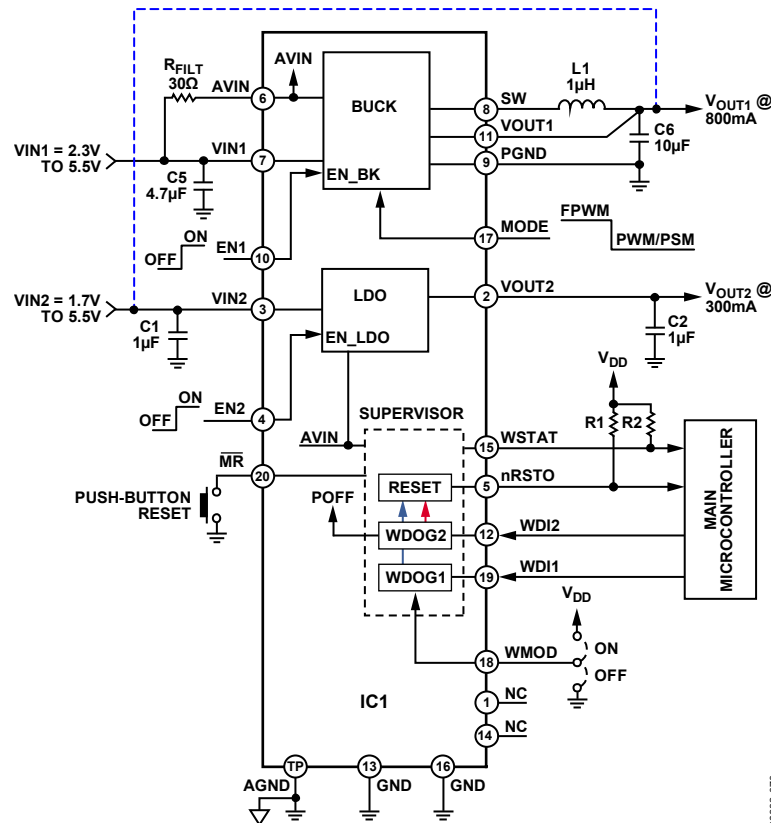 RFILT
30Ω
AVIN
6
AVIN
BUCK
L1
1µH
SW
8
VOUT1 @
800mA
VOUT1
11
C6
10µF
VIN1 = 2.3V
TO 5.5V
VIN1
7
PGND
9
C5
4.7µF
EN_BK
FPWM
MODE
17
PWM/PSM
ON
OFF
EN1
10
VIN2 = 1.7V
TO 5.5V
VIN2
3
LDO
VOUT2
2
VOUT2 @
300mA
C1
1µF
EN_LDO
C2
1µF
VDD
ON
OFF
EN2
4
SUPERVISOR
R1
R2
AVIN
WSTAT
15
MR
20
RESET
nRSTO
5
MAIN
MICROCONTROLLER
PUSH-BUTTON
RESET
POFF
WDOG2
WDI2
12
WDOG1
WDI1
19
VDD
WMOD
18
ON
OFF
IC1
1
NC
14
NC
TP
13
16
AGND
GND
GND